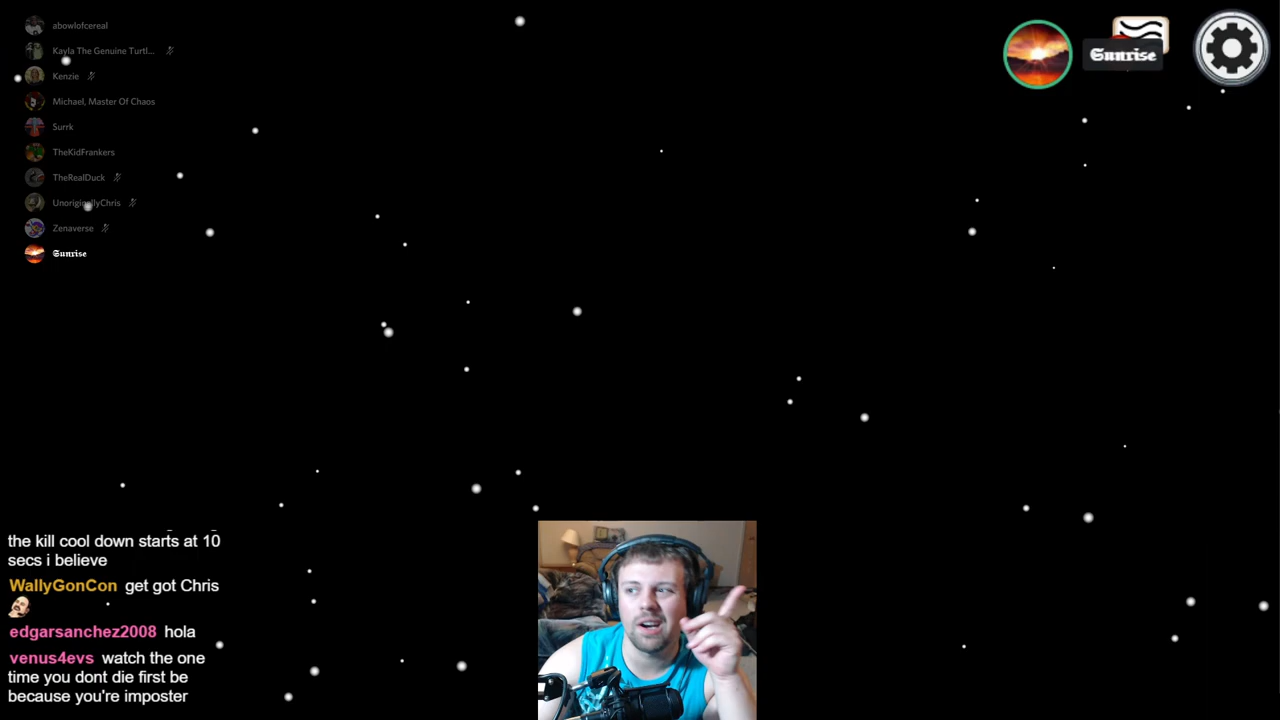 abowlofcereal
Kayla The Genuine Turtl...
Kenzie
Michael, Master Of Chaos
Surrk
TheKidFrankers
TheRealDuck
UnoriginallyChris
Zenaverse
𝕾𝖚𝖓𝖗𝖎𝖘𝖊
𝕾𝖚𝖓𝖗𝖎𝖘𝖊
the kill cool down starts at 10
secs i believe
WallyGonCon get got Chris
edgarsanchez2008 hola
venus4evs watch the one
time you dont die first be
because you're imposter